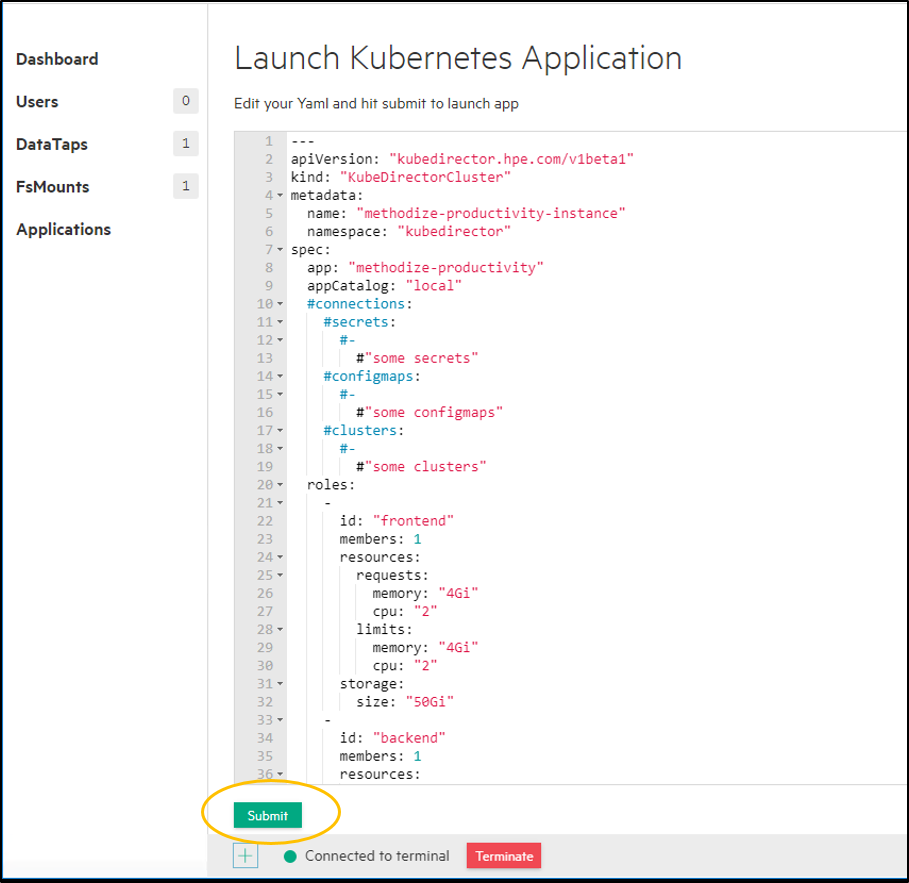 Dashboard
Users 0
DataTaps 1
FsMounts 1
Applications
Launch Kubernetes Application
Edit your Yaml and hit submit to launch app
1 ---
2 apiVersion: "kubedirector.hpe.com/v1beta1"
3 kind: "KubeDirectorCluster"
4 metadata:
5 name: "methodize-productivity-instance"
6 namespace: "kubedirector"
7 spec:
8 app: "methodize-productivity"
9 appCatalog: "local"
10 #connections:
11 #secrets:
12 #-
13 #"some secrets"
14 #configmaps:
15 #-
16 #"some configmaps"
17 #clusters:
18 #-
19 #"some clusters"
20 roles:
21 -
22 id: "frontend"
23 members: 1
24 resources:
25 requests:
26 memory: "4Gi"
27 cpu: "2"
28 limits:
29 memory: "4Gi"
30 cpu: "2"
31 storage:
32 size: "50Gi"
33 -
34 id: "backend"
35 members: 1
36 resources:
Submit
Connected to terminal Terminate